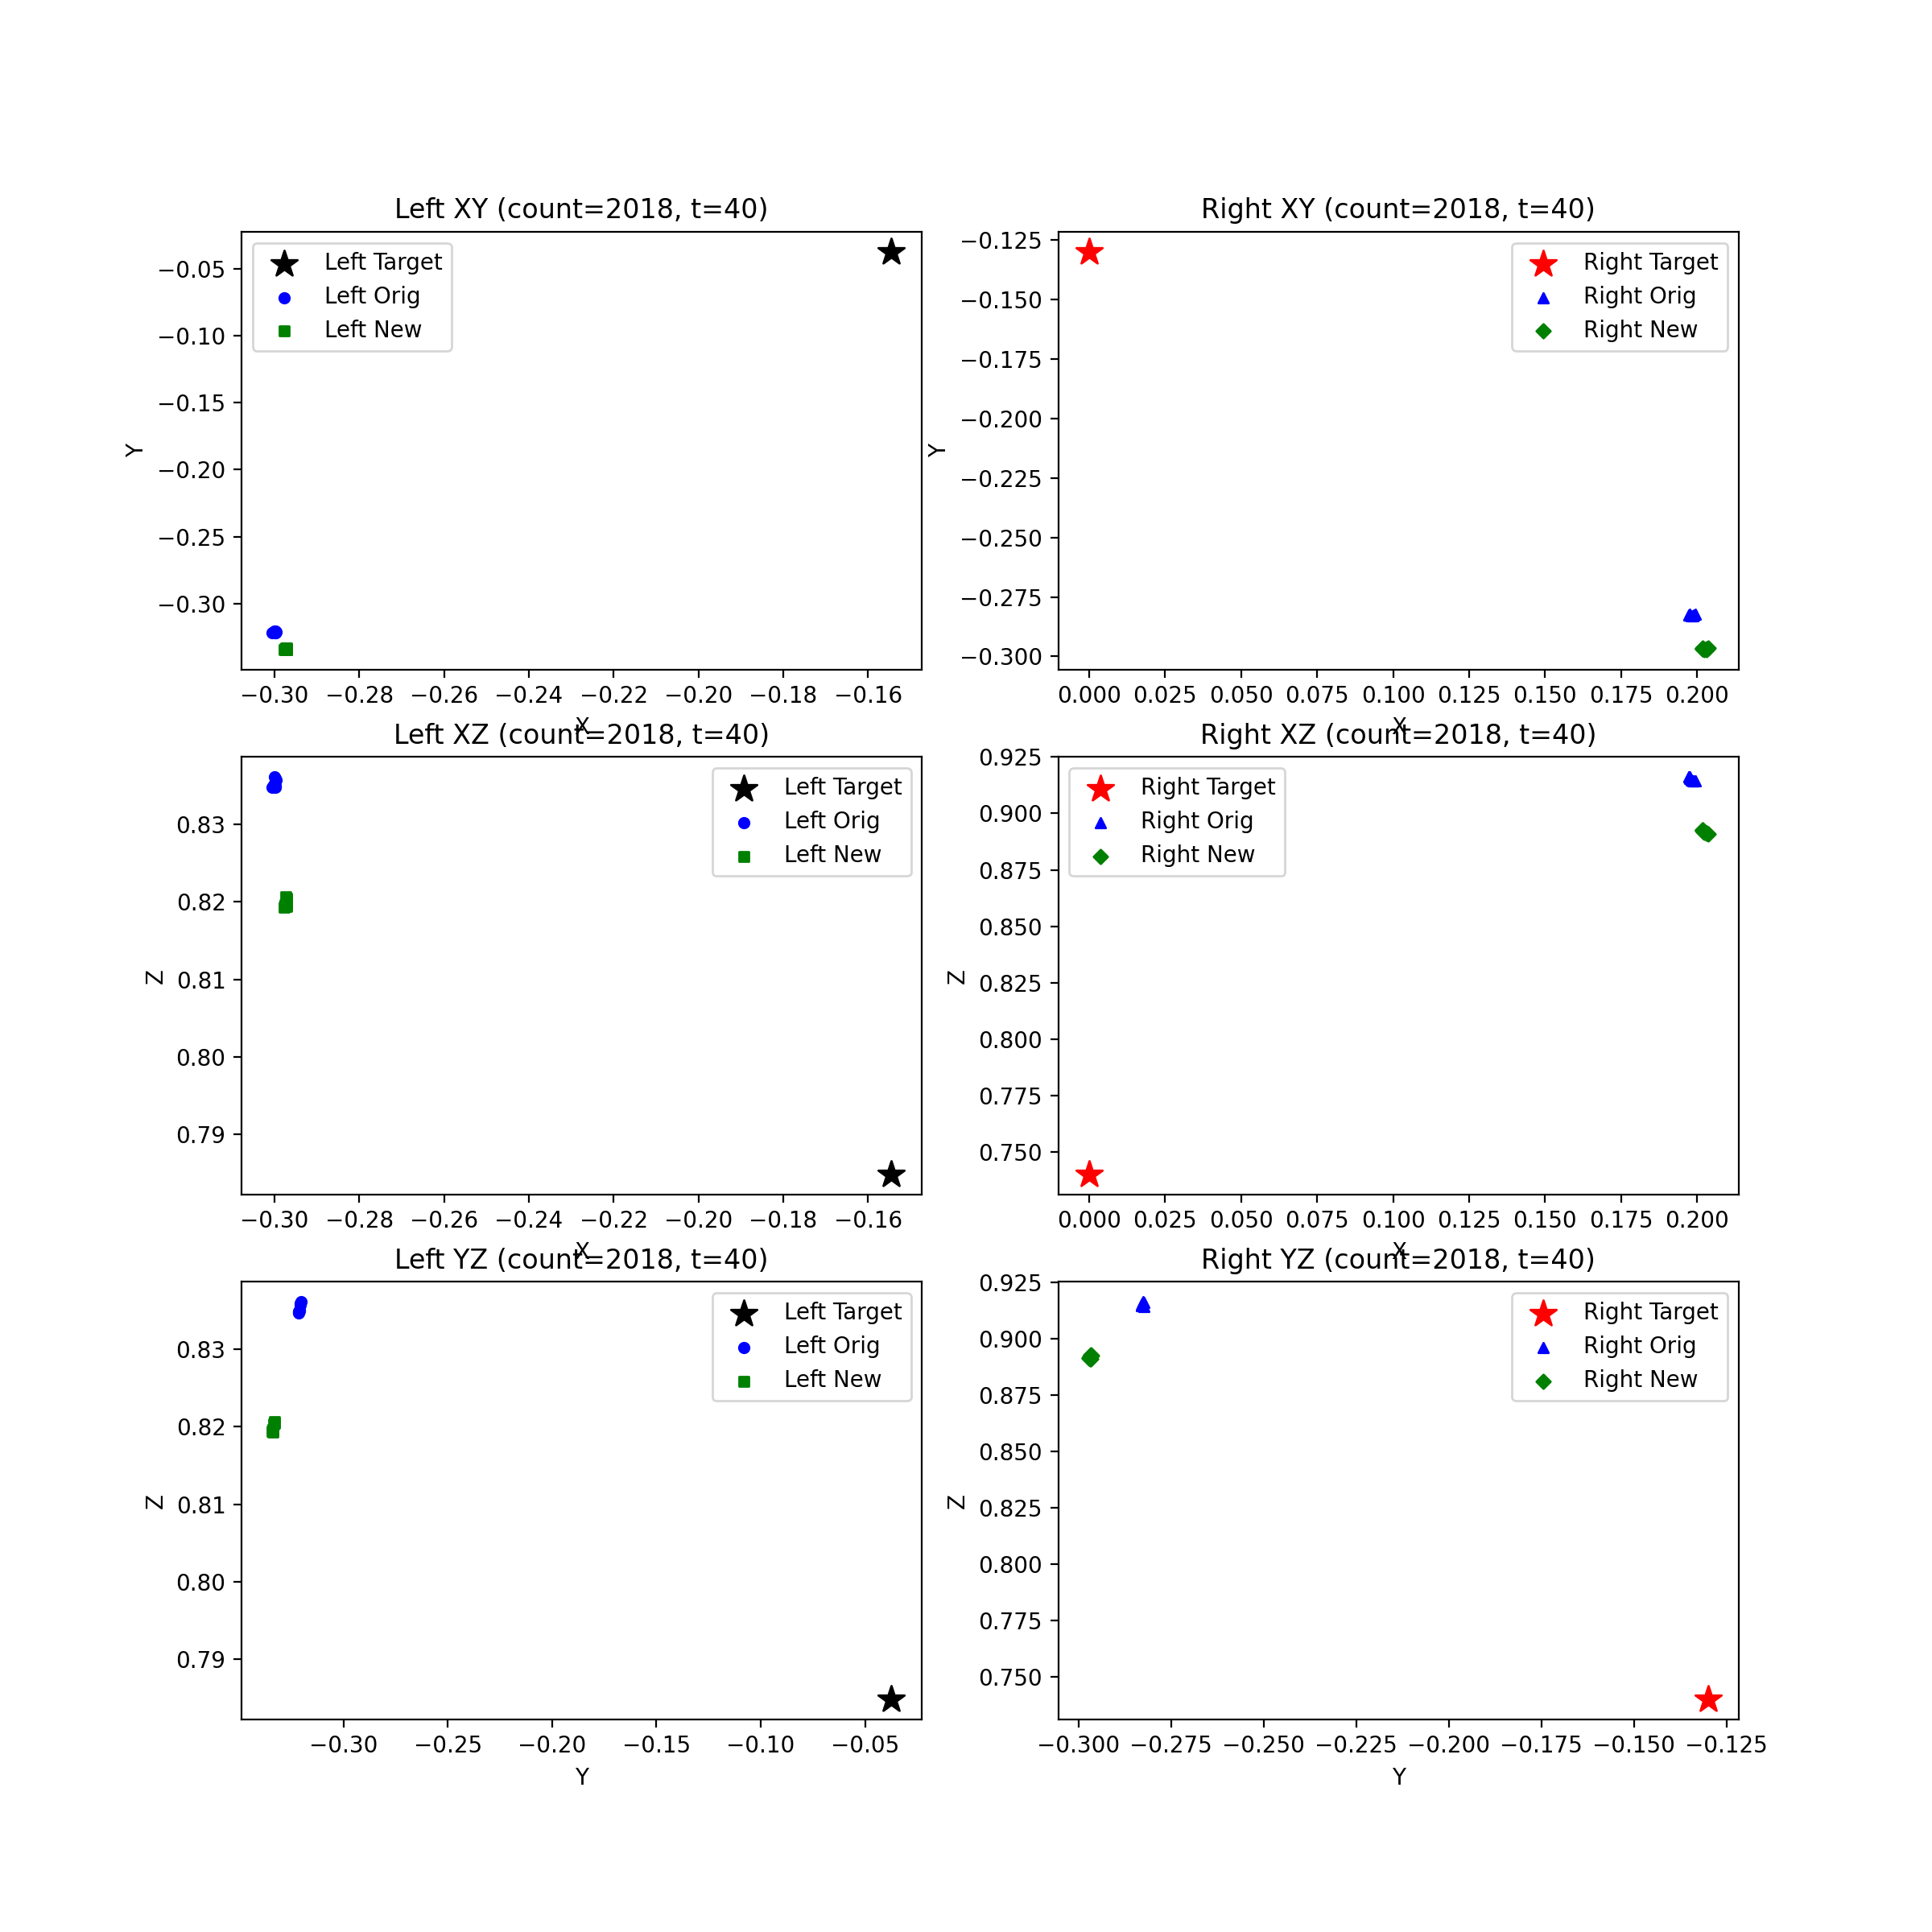 Left XY (count=2018, t=40)
Left Target
Left Orig
Left New
−0.05
−0.10
−0.15
−0.20
−0.25
−0.30
Y
−0.30 −0.28 −0.26 −0.24 −0.22 −0.20 −0.18 −0.16
X
Right XY (count=2018, t=40)
Right Target
Right Orig
Right New
−0.125
−0.150
−0.175
−0.200
−0.225
−0.250
−0.275
−0.300
Y
0.000 0.025 0.050 0.075 0.100 0.125 0.150 0.175 0.200
X
Left XZ (count=2018, t=40)
Left Target
Left Orig
Left New
0.83
0.82
0.81
0.80
0.79
Z
−0.30 −0.28 −0.26 −0.24 −0.22 −0.20 −0.18 −0.16
X
Right XZ (count=2018, t=40)
Right Target
Right Orig
Right New
0.925
0.900
0.875
0.850
0.825
0.800
0.775
0.750
Z
0.000 0.025 0.050 0.075 0.100 0.125 0.150 0.175 0.200
X
Left YZ (count=2018, t=40)
Left Target
Left Orig
Left New
0.83
0.82
0.81
0.80
0.79
Z
−0.30 −0.25 −0.20 −0.15 −0.10 −0.05
Y
Right YZ (count=2018, t=40)
Right Target
Right Orig
Right New
0.925
0.900
0.875
0.850
0.825
0.800
0.775
0.750
Z
−0.300 −0.275 −0.250 −0.225 −0.200 −0.175 −0.150 −0.125
Y